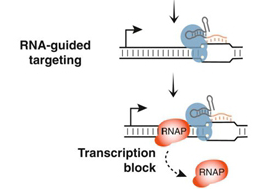 RNA-guided
targeting
RNAP
Transcription
block
RNAP